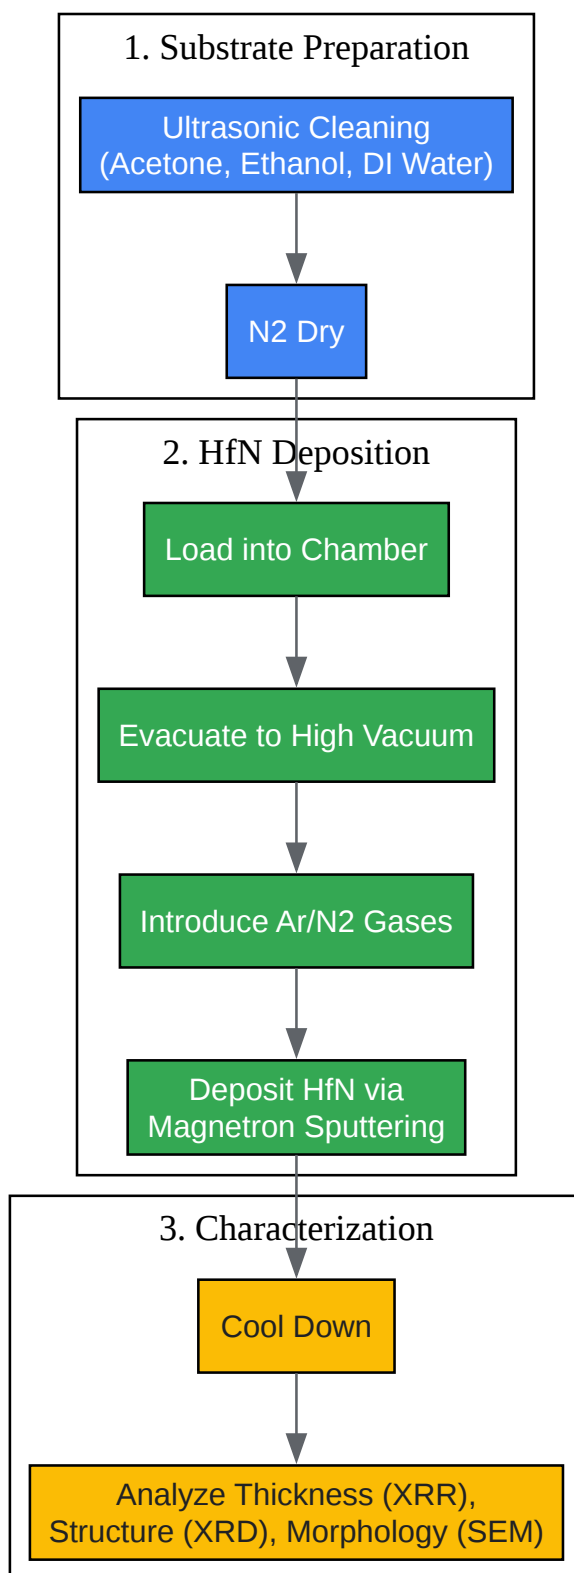 1. Substrate Preparation
Ultrasonic Cleaning
(Acetone, Ethanol, DI Water)
N2 Dry
2. HfN Deposition
Load into Chamber
Evacuate to High Vacuum
Introduce Ar/N2 Gases
Deposit HfN via
Magnetron Sputtering
3. Characterization
Cool Down
Analyze Thickness (XRR),
Structure (XRD), Morphology (SEM)